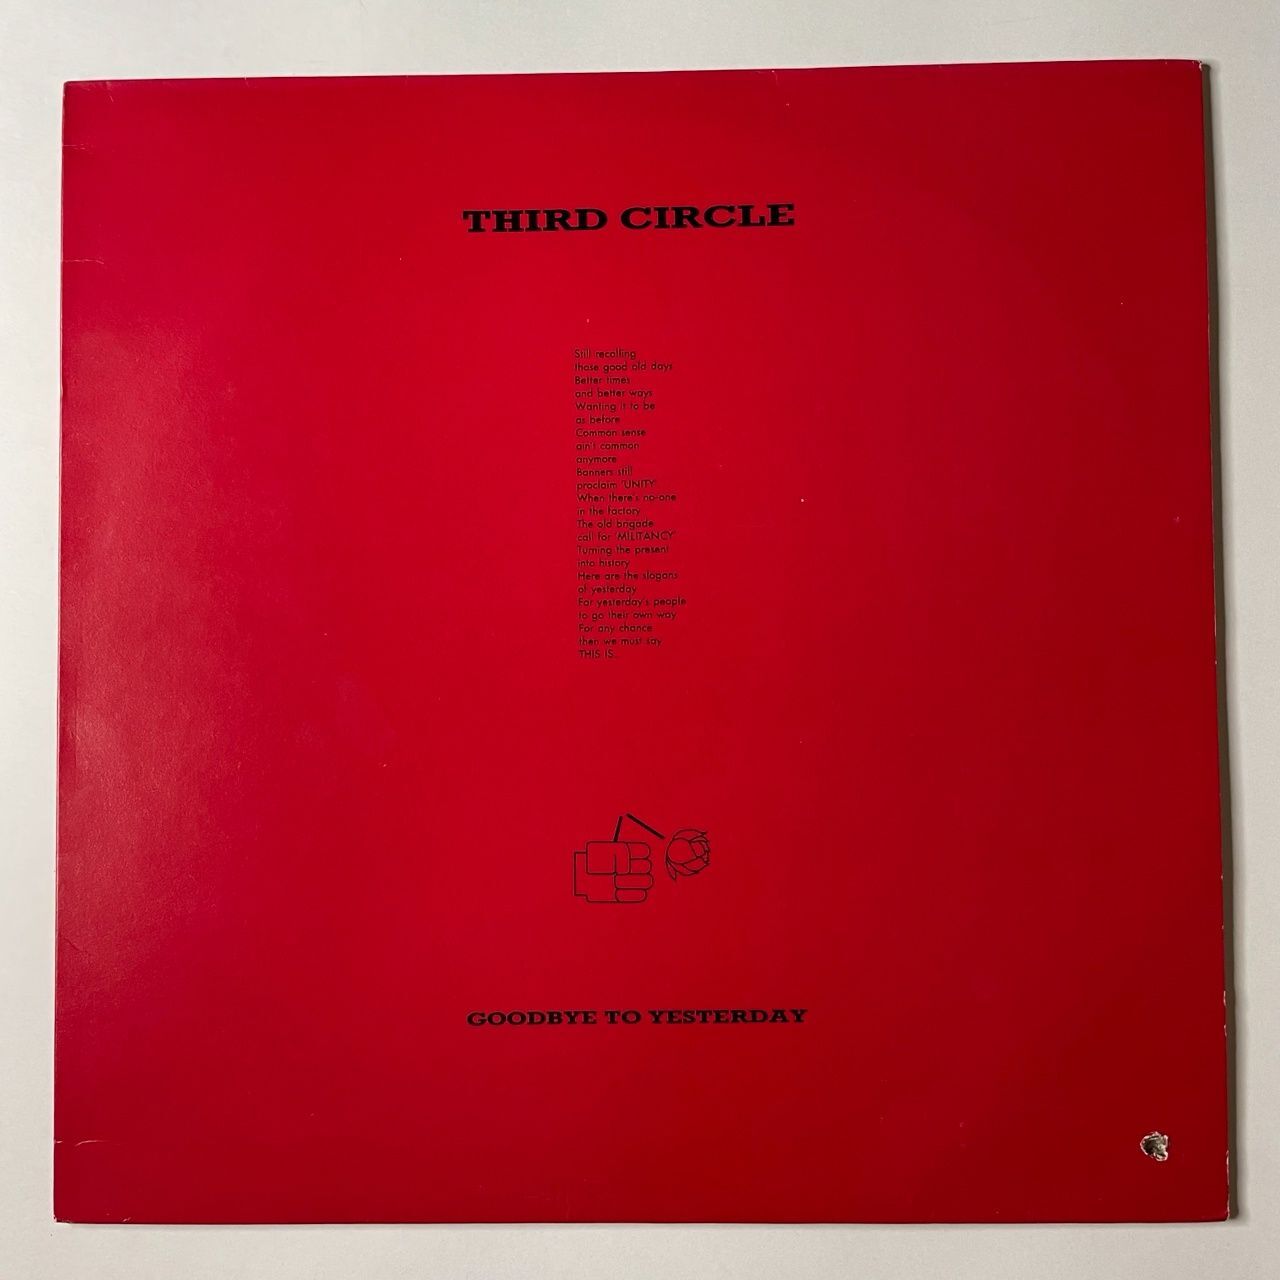 THIRD CIRCLE
Still recalling
those good old days
Better times
and better ways
Wanting it to be
as before
Common sense
ain't common
anymore
Banners still
proclaim 'UNITY'
When there's no-one
in the factory
The old brigade
call for 'MILITANCY'
Turning the present
into history
Here are the slogans
of yesterday
For yesterday's people
to go their own way
For any chance
then we must say
THIS IS..
GOODBYE TO YESTERDAY